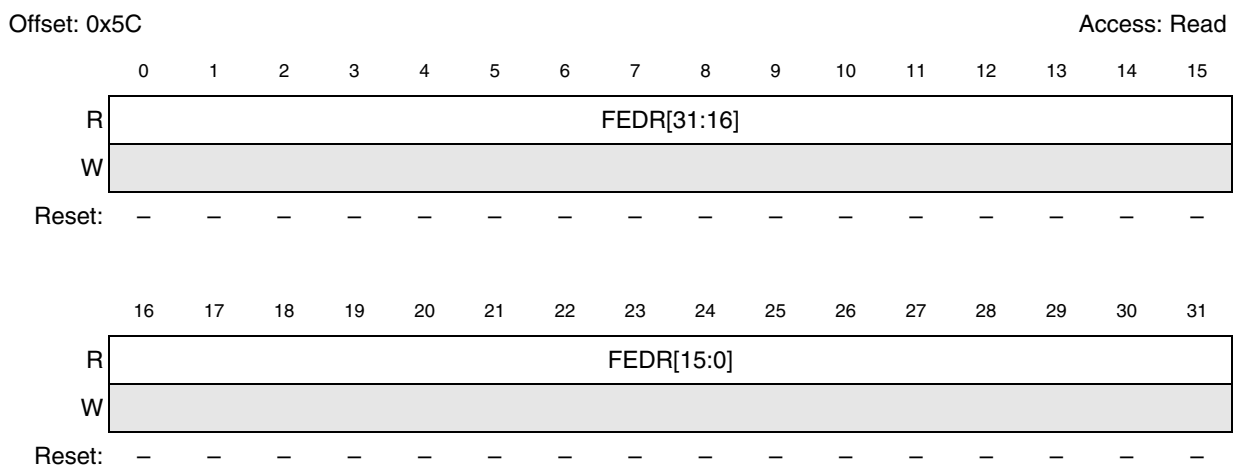 Offset: 0x5C Access: Read
0 1 2 3 4 5 6 7 8 9 10 11 12 13 14 15
R FEDR[31:16]
W
Reset: – – – – – – – – – – – – – – – –
16 17 18 19 20 21 22 23 24 25 26 27 28 29 30 31
R FEDR[15:0]
W
Reset: – – – – – – – – – – – – – – – –